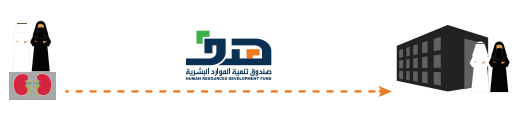 هدف
صندوق تنمية الموارد البشرية
HUMAN RESOURCES DEVELOPMENT FUND